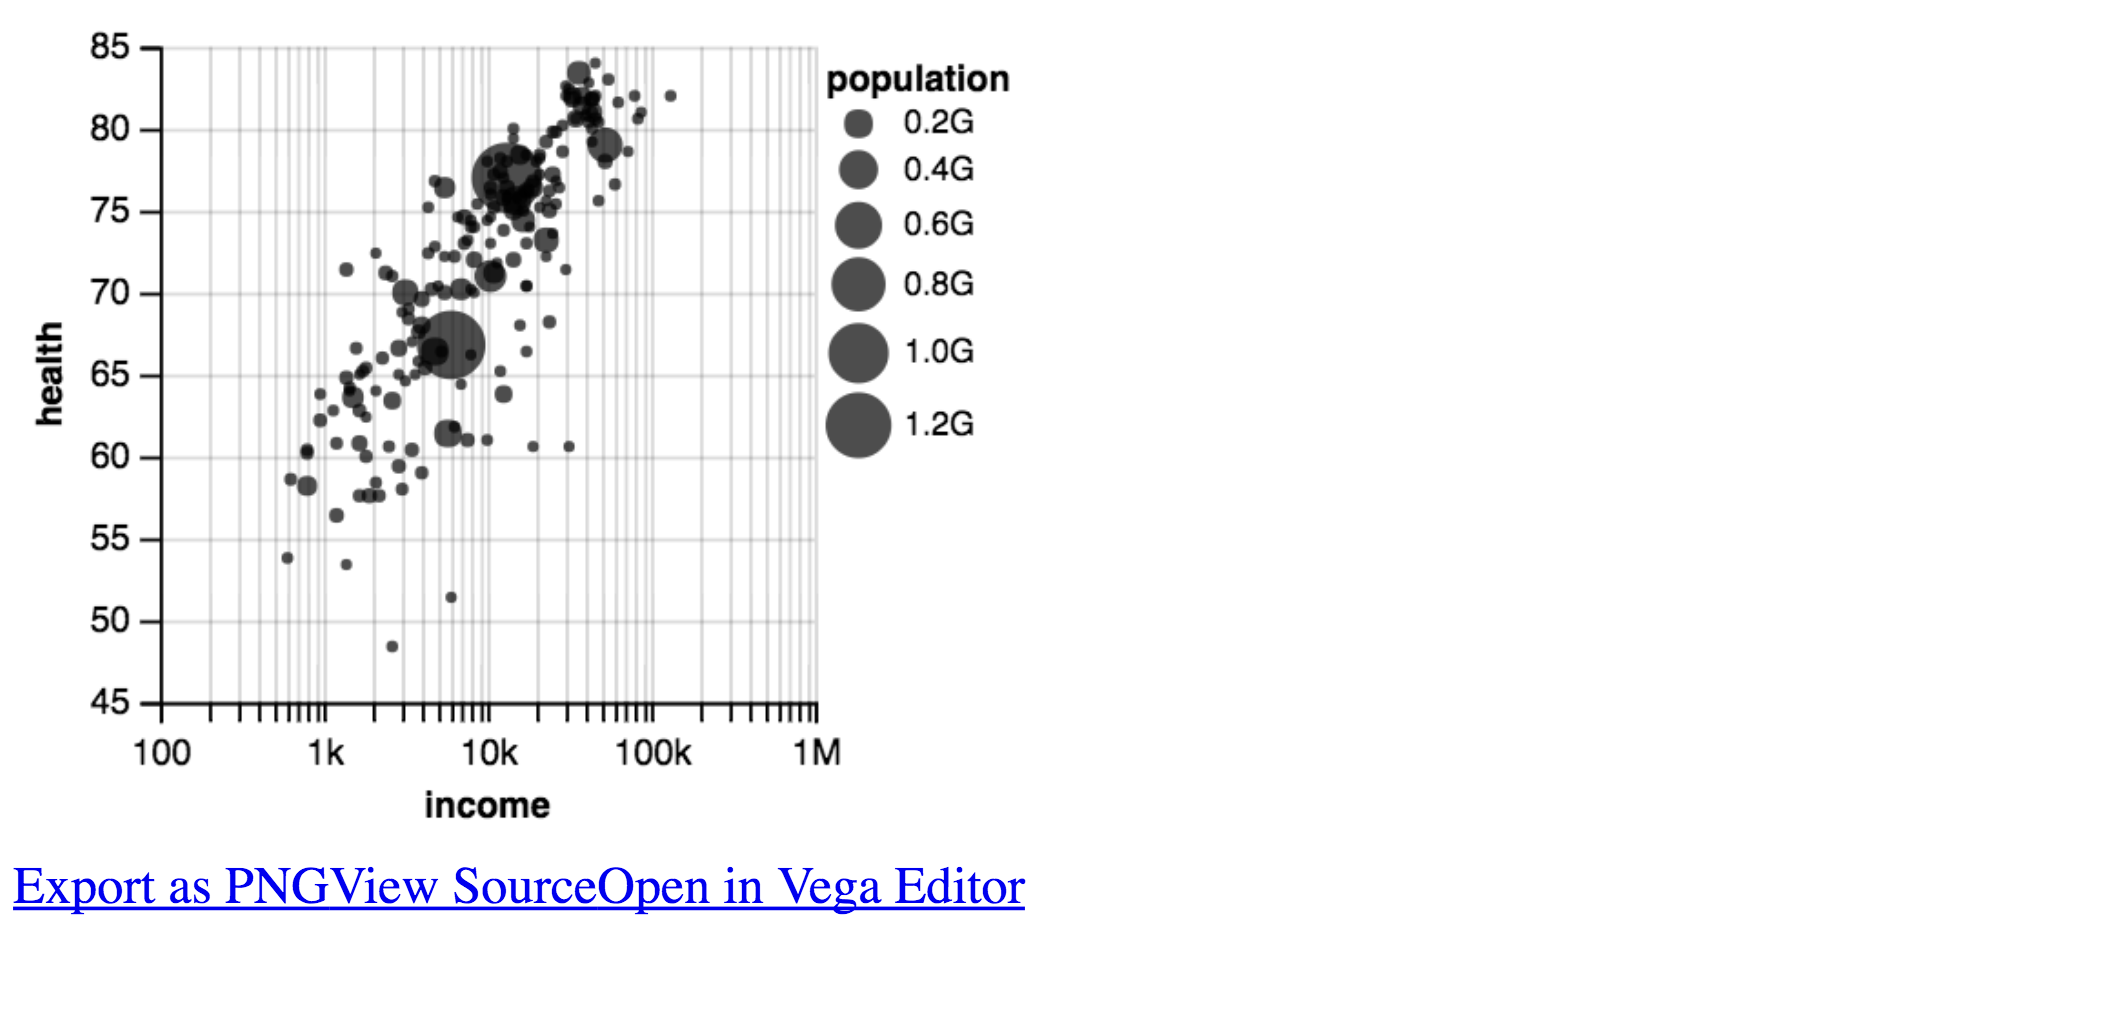 85
80
75
70
65
60
55
50
45
health
100 1k 10k 100k 1M
income
population
0.2G
0.4G
0.6G
0.8G
1.0G
1.2G
Export as PNGView SourceOpen in Vega Editor